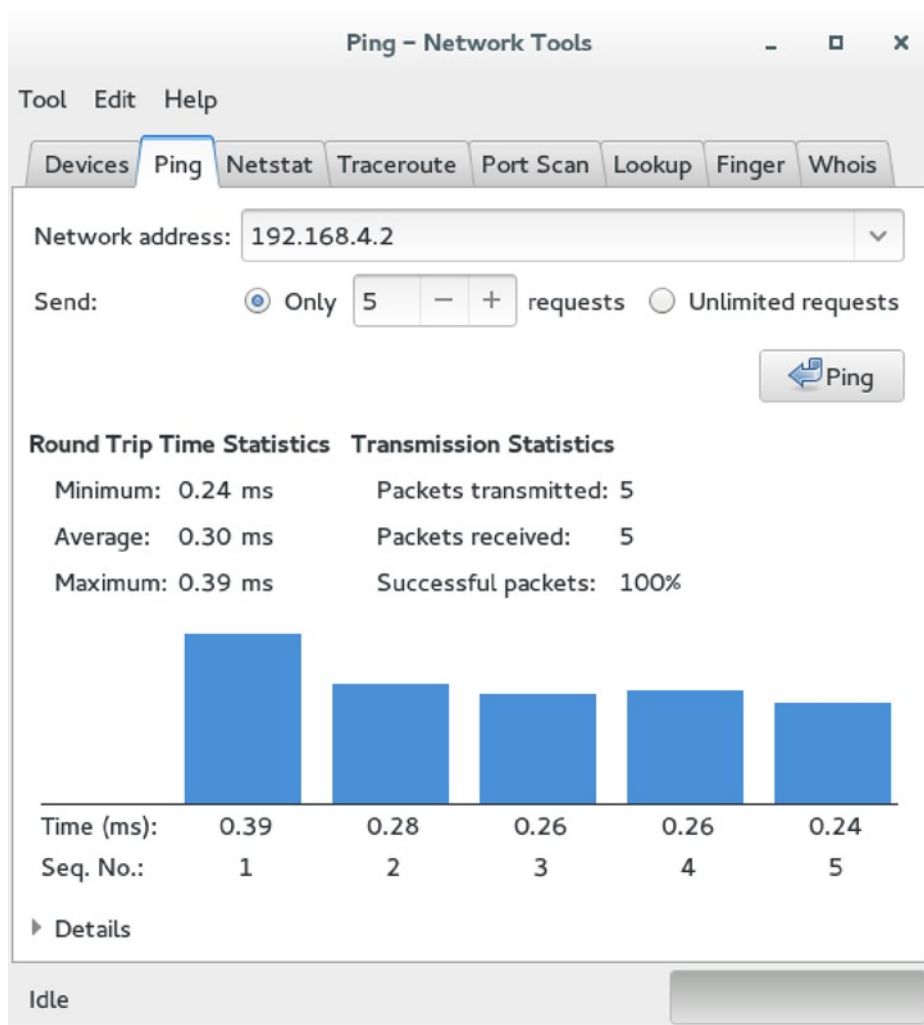 Ping – Network Tools
Tool Edit Help
Devices Ping Netstat Traceroute Port Scan Lookup Finger Whois
Network address: 192.168.4.2
Send: Only 5 − + requests Unlimited requests
Ping
Round Trip Time Statistics Transmission Statistics
Minimum: 0.24 ms Packets transmitted: 5
Average: 0.30 ms Packets received: 5
Maximum: 0.39 ms Successful packets: 100%
Time (ms): 0.39 0.28 0.26 0.26 0.24
Seq. No.: 1 2 3 4 5
Details
Idle